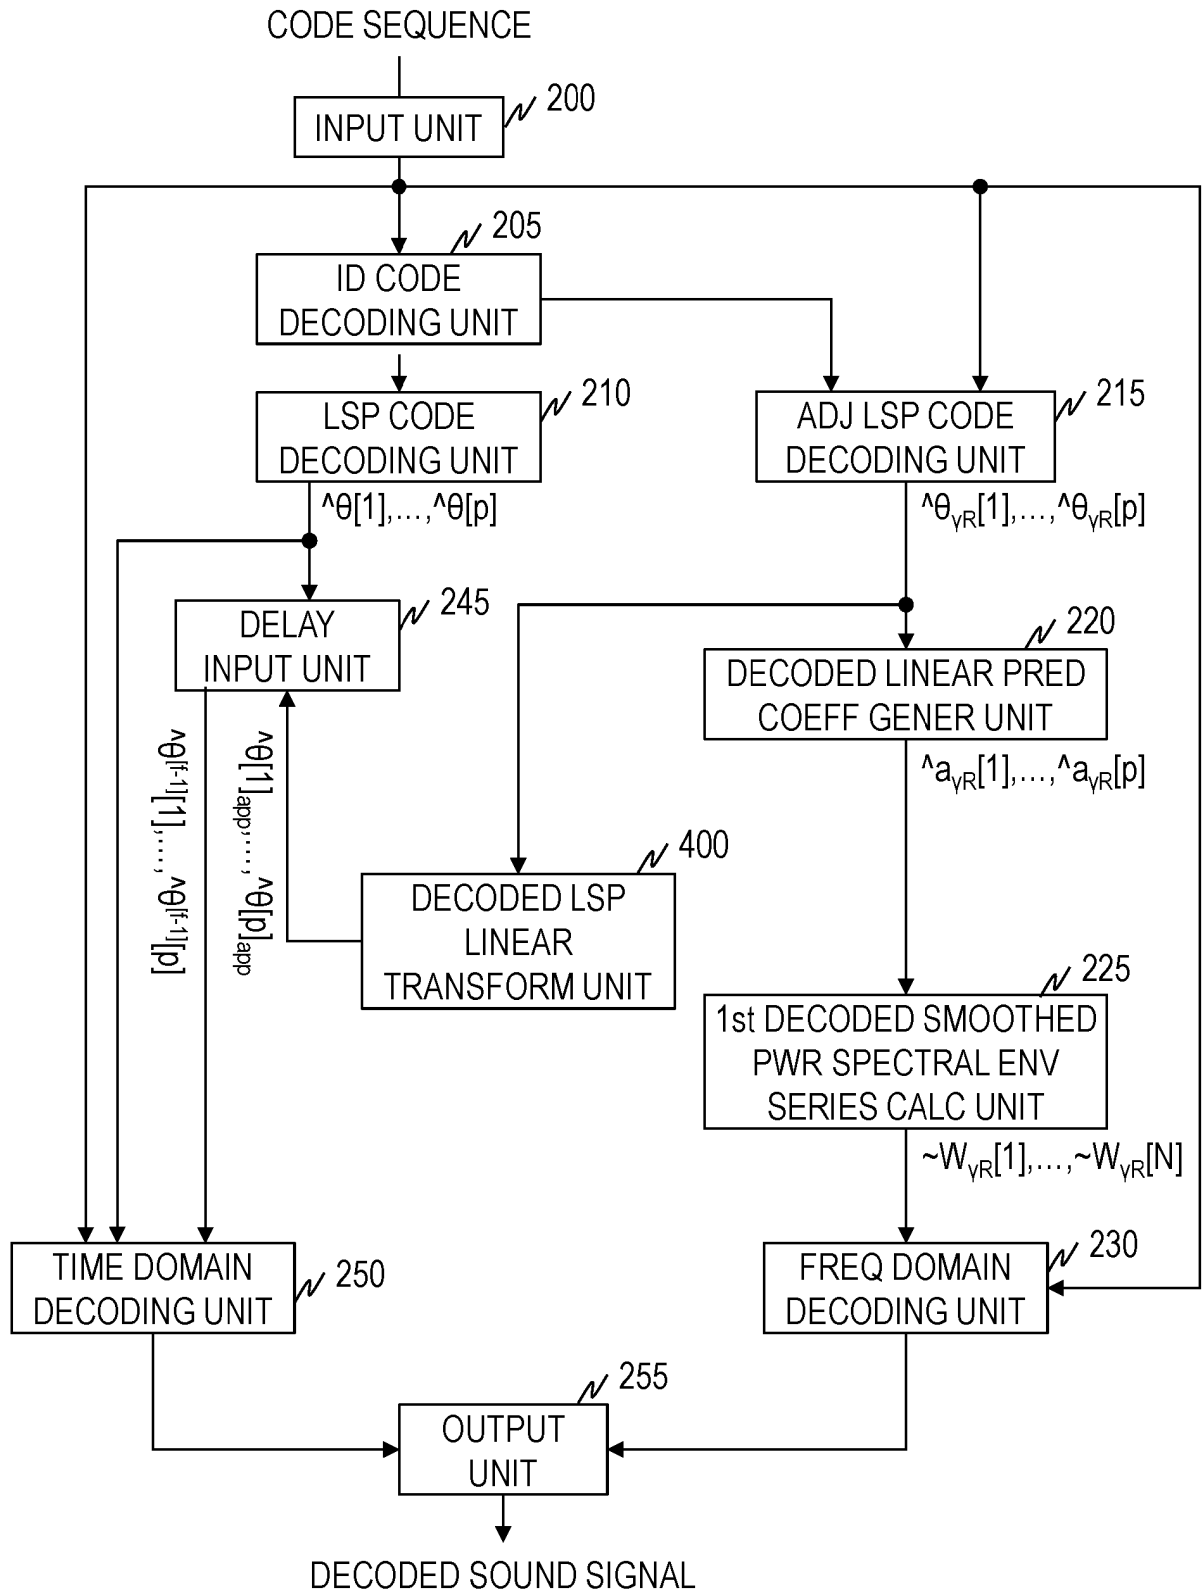 CODE SEQUENCE
200
INPUT UNIT
205
ID CODE
DECODING UNIT
210
LSP CODE
DECODING UNIT
215
ADJ LSP CODE
DECODING UNIT
^θ[1],...,^θ[p]
^θγR[1],...,^θγR[p]
245
DELAY
INPUT UNIT
220
DECODED LINEAR PRED
COEFF GENER UNIT
^θ[f-1][1],...,^θ[f-1][p]
^θ[1]app,...,^θ[p]app
^aγR[1],...,^aγR[p]
400
DECODED LSP
LINEAR
TRANSFORM UNIT
225
1st DECODED SMOOTHED
PWR SPECTRAL ENV
SERIES CALC UNIT
~WγR[1],...,~WγR[N]
TIME DOMAIN
DECODING UNIT
250
230
FREQ DOMAIN
DECODING UNIT
255
OUTPUT
UNIT
DECODED SOUND SIGNAL